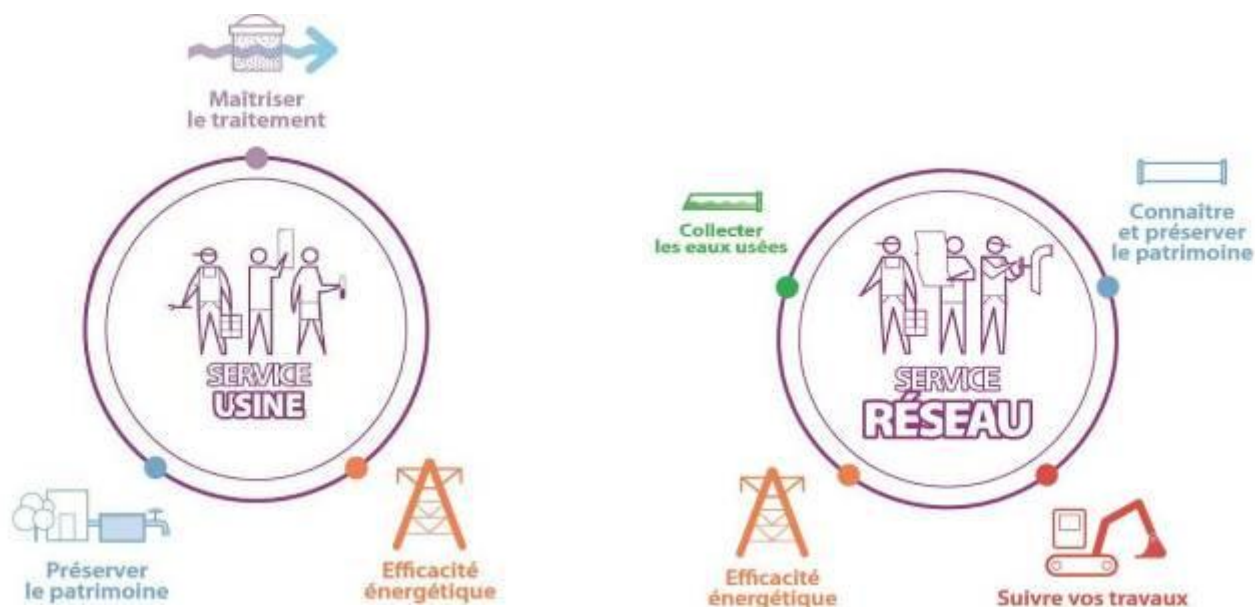 Maîtriser
le traitement
SERVICE
USINE
Préserver
le patrimoine
Efficacité
énergétique
Collecter
les eaux usées
Connaître
et préserver
le patrimoine
SERVICE
RÉSEAU
Efficacité
énergétique
Suivre vos travaux